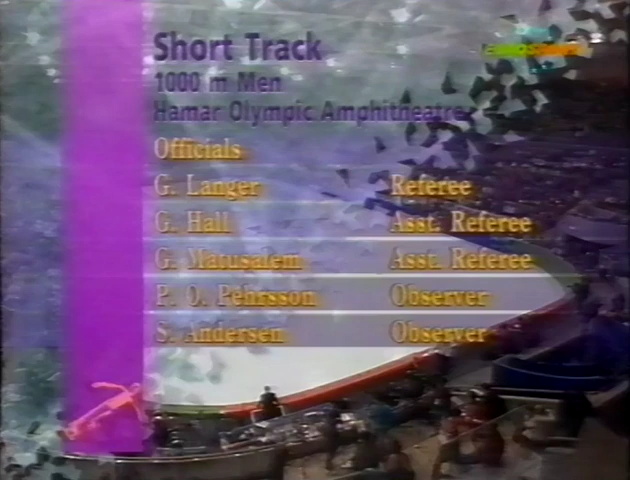 Short Track
1000 m Men
Hamar Olympic Amphitheatre
EUROSPORT
Officials
G. Langer Referee
G. Hall Asst. Referee
G. Matusalem Asst. Referee
P. O. Pehrsson Observer
S. Andersen Observer